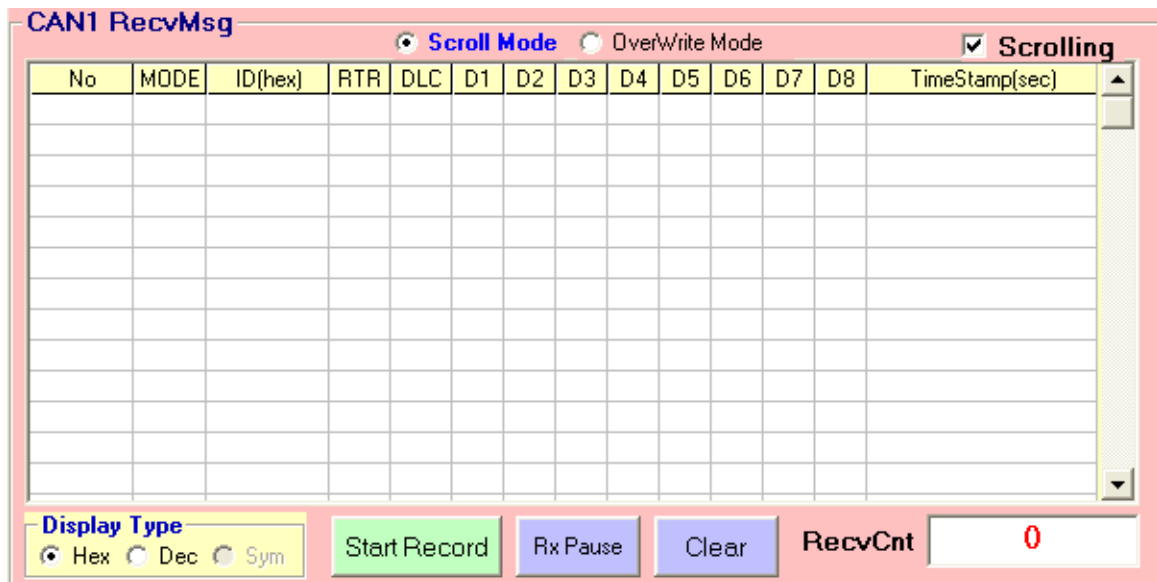 CAN1 RecvMsg
Scroll Mode OverWrite Mode Scrolling
No MODE ID(hex) RTR DLC D1 D2 D3 D4 D5 D6 D7 D8 TimeStamp(sec)
Display Type
Hex Dec Sym Start Record Rx Pause Clear RecvCnt 0